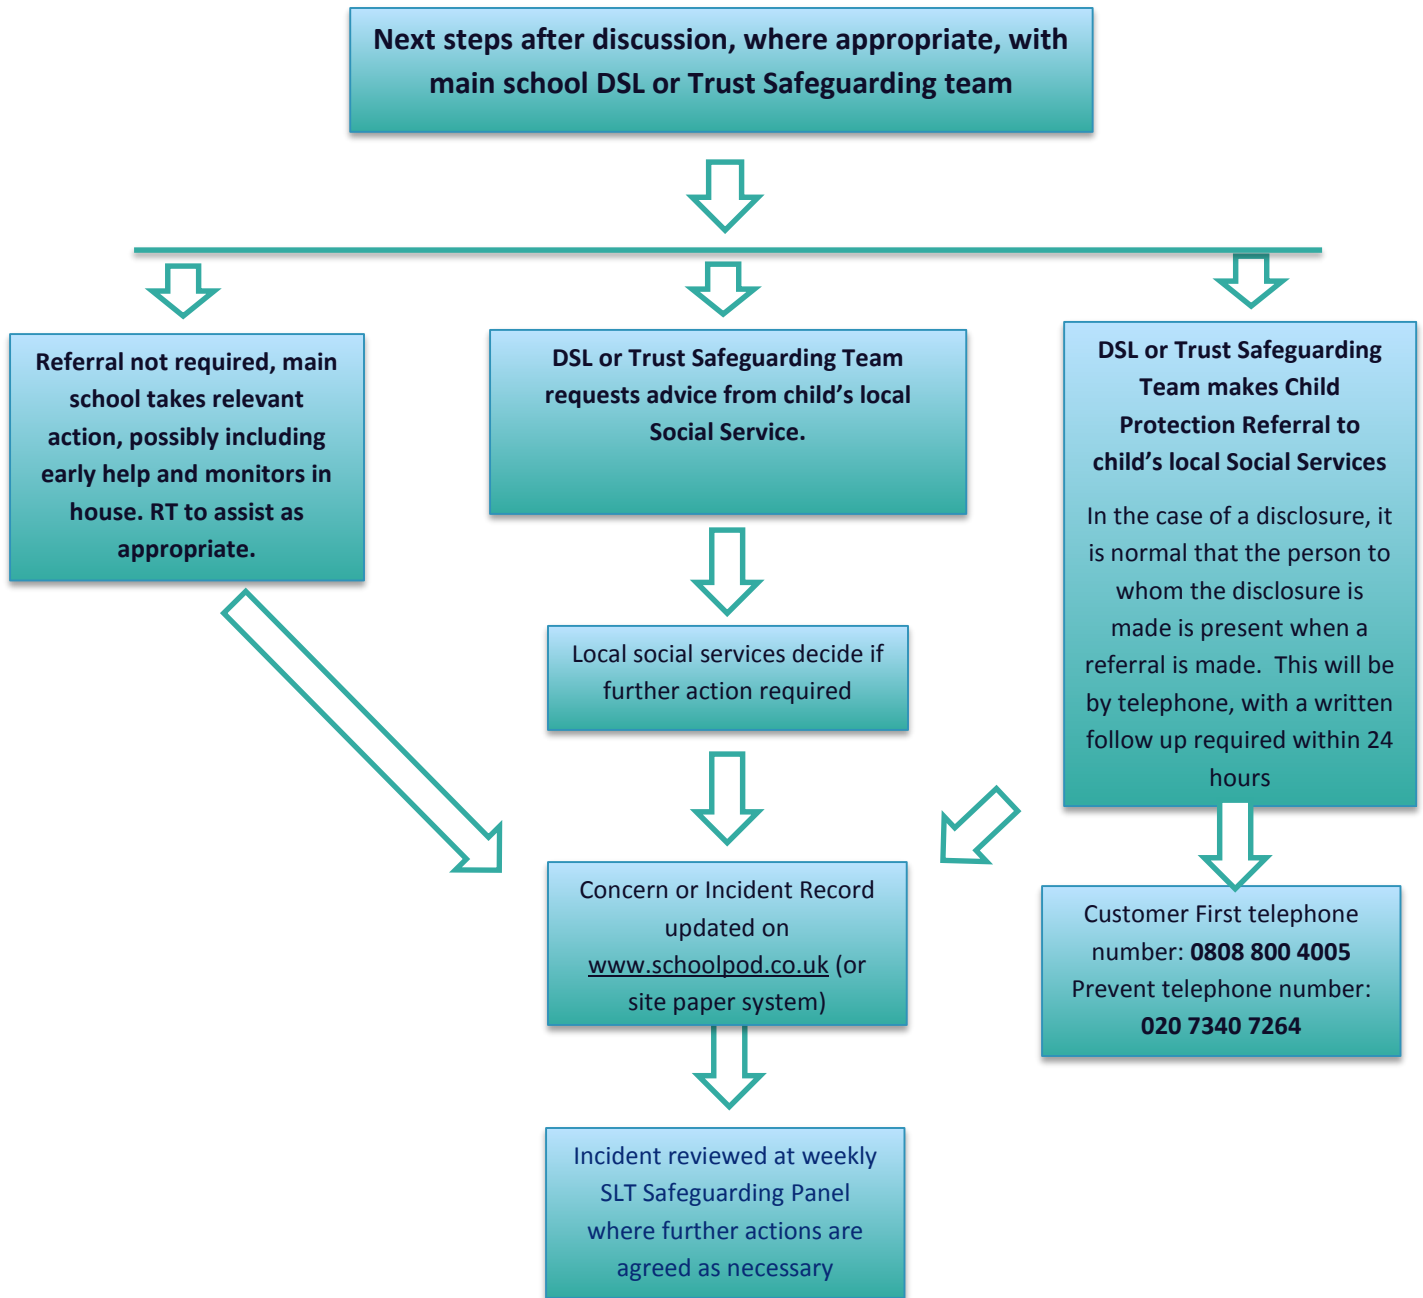 Next steps after discussion, where appropriate, with
main school DSL or Trust Safeguarding team
Referral not required, main
school takes relevant
action, possibly including
early help and monitors in
house. RT to assist as
appropriate.
DSL or Trust Safeguarding Team
requests advice from child’s local
Social Service.
DSL or Trust Safeguarding
Team makes Child
Protection Referral to
child’s local Social Services
In the case of a disclosure, it
is normal that the person to
whom the disclosure is
made is present when a
referral is made.  This will be
by telephone, with a written
follow up required within 24
hours
Local social services decide if
further action required
Concern or Incident Record
updated on
www.schoolpod.co.uk (or
site paper system)
Customer First telephone
number: 0808 800 4005
Prevent telephone number:
020 7340 7264
Incident reviewed at weekly
SLT Safeguarding Panel
where further actions are
agreed as necessary